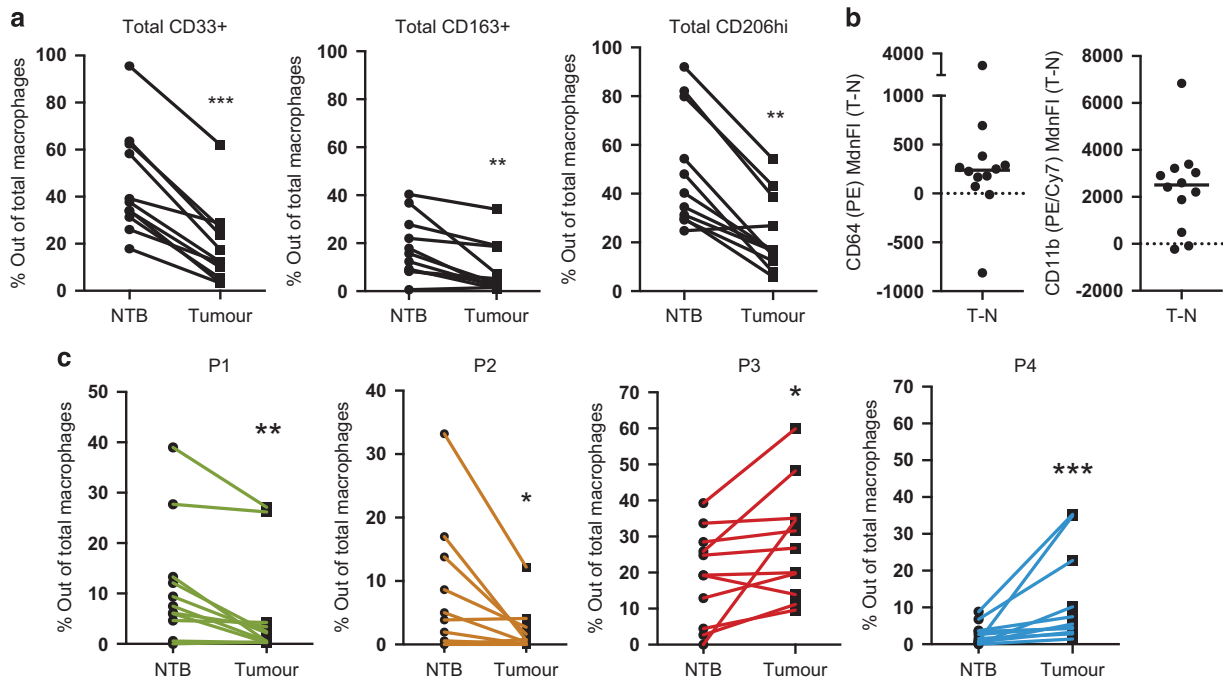 a
Total CD33+
% Out of total macrophages
100
80
60
40
20
0
***
NTB
Tumour
Total CD163+
% Out of total macrophages
100
80
60
40
20
0
**
NTB
Tumour
Total CD206hi
% Out of total macrophages
100
80
60
40
20
0
**
NTB
Tumour
b
CD64 (PE) MdnFI (T-N)
4000
1000
500
0
-500
-1000
T-N
CD11b (PE/Cy7) MdnFI (T-N)
8000
6000
4000
2000
0
-2000
T-N
c
P1
% Out of total macrophages
50
40
30
20
10
0
**
NTB
Tumour
P2
% Out of total macrophages
40
30
20
10
0
*
NTB
Tumour
P3
% Out of total macrophages
70
60
50
40
30
20
10
0
*
NTB
Tumour
P4
% Out of total macrophages
70
60
50
40
30
20
10
0
***
NTB
Tumour